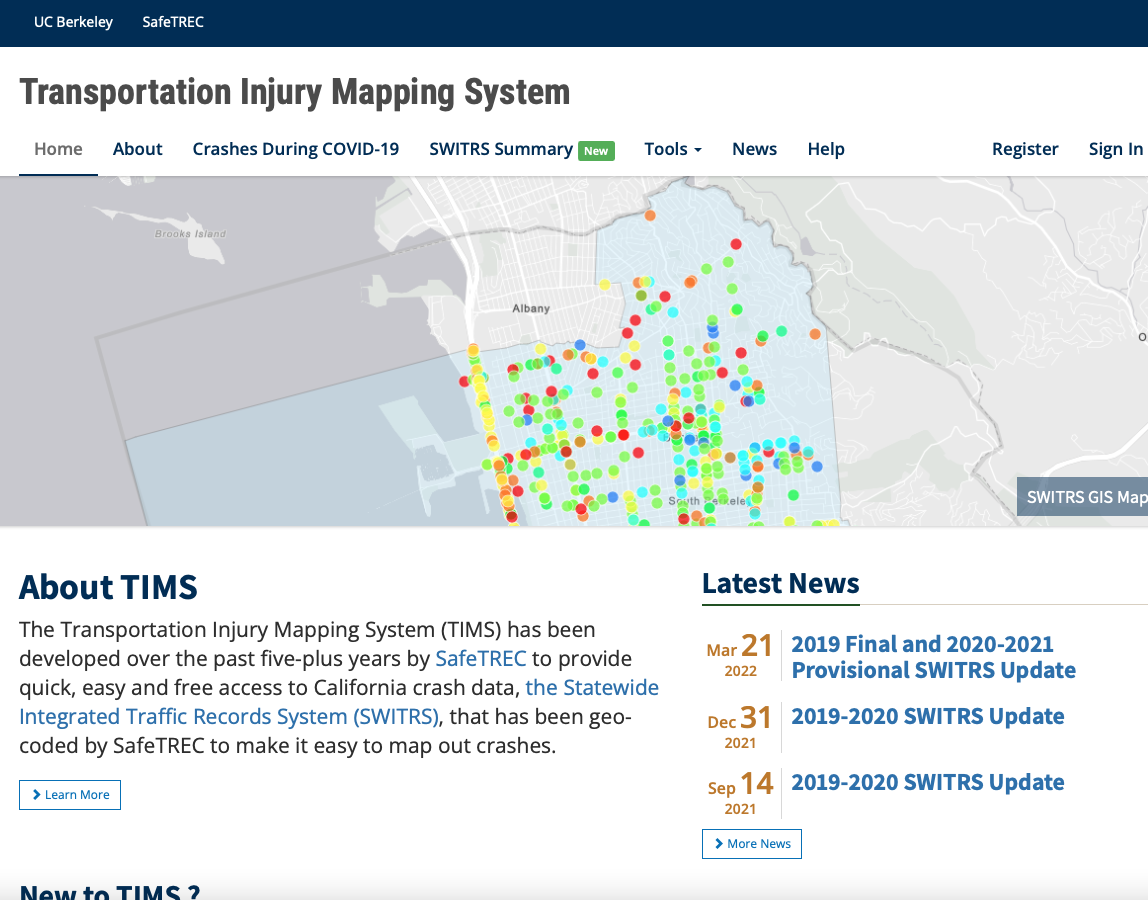 UC Berkeley SafeTREC
Transportation Injury Mapping System
Home About Crashes During COVID-19 SWITRS Summary New Tools News Help Register Sign In
Brooks Island
Albany
South Berkeley
SWITRS GIS Map
About TIMS
The Transportation Injury Mapping System (TIMS) has been
developed over the past five-plus years by SafeTREC to provide
quick, easy and free access to California crash data, the Statewide
Integrated Traffic Records System (SWITRS), that has been geo-
coded by SafeTREC to make it easy to map out crashes.
Learn More
Latest News
Mar 21
2022
2019 Final and 2020-2021
Provisional SWITRS Update
Dec 31
2021
2019-2020 SWITRS Update
Sep 14
2021
2019-2020 SWITRS Update
More News
New to TIMS ?